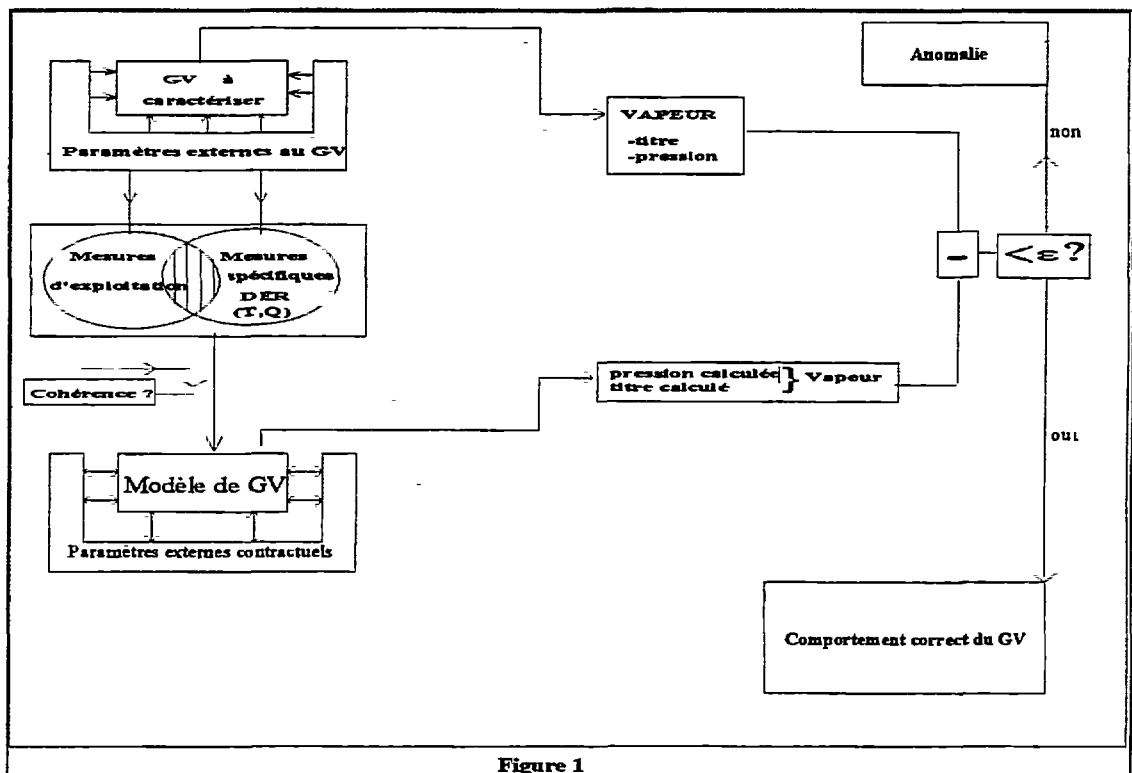 GV à
caractériser
Paramètres externes au GV
Mesures
d'exploitation
Mesures
spécifiques
DER
(T,Q)
Cohérence ?
Modèle de GV
Paramètres externes contractuels
VAPEUR
-titre
-pression
pression calculée
titre calculé
} Vapeur
-
<ε?
non
Anomalie
oui
Comportement correct du GV
Figure 1